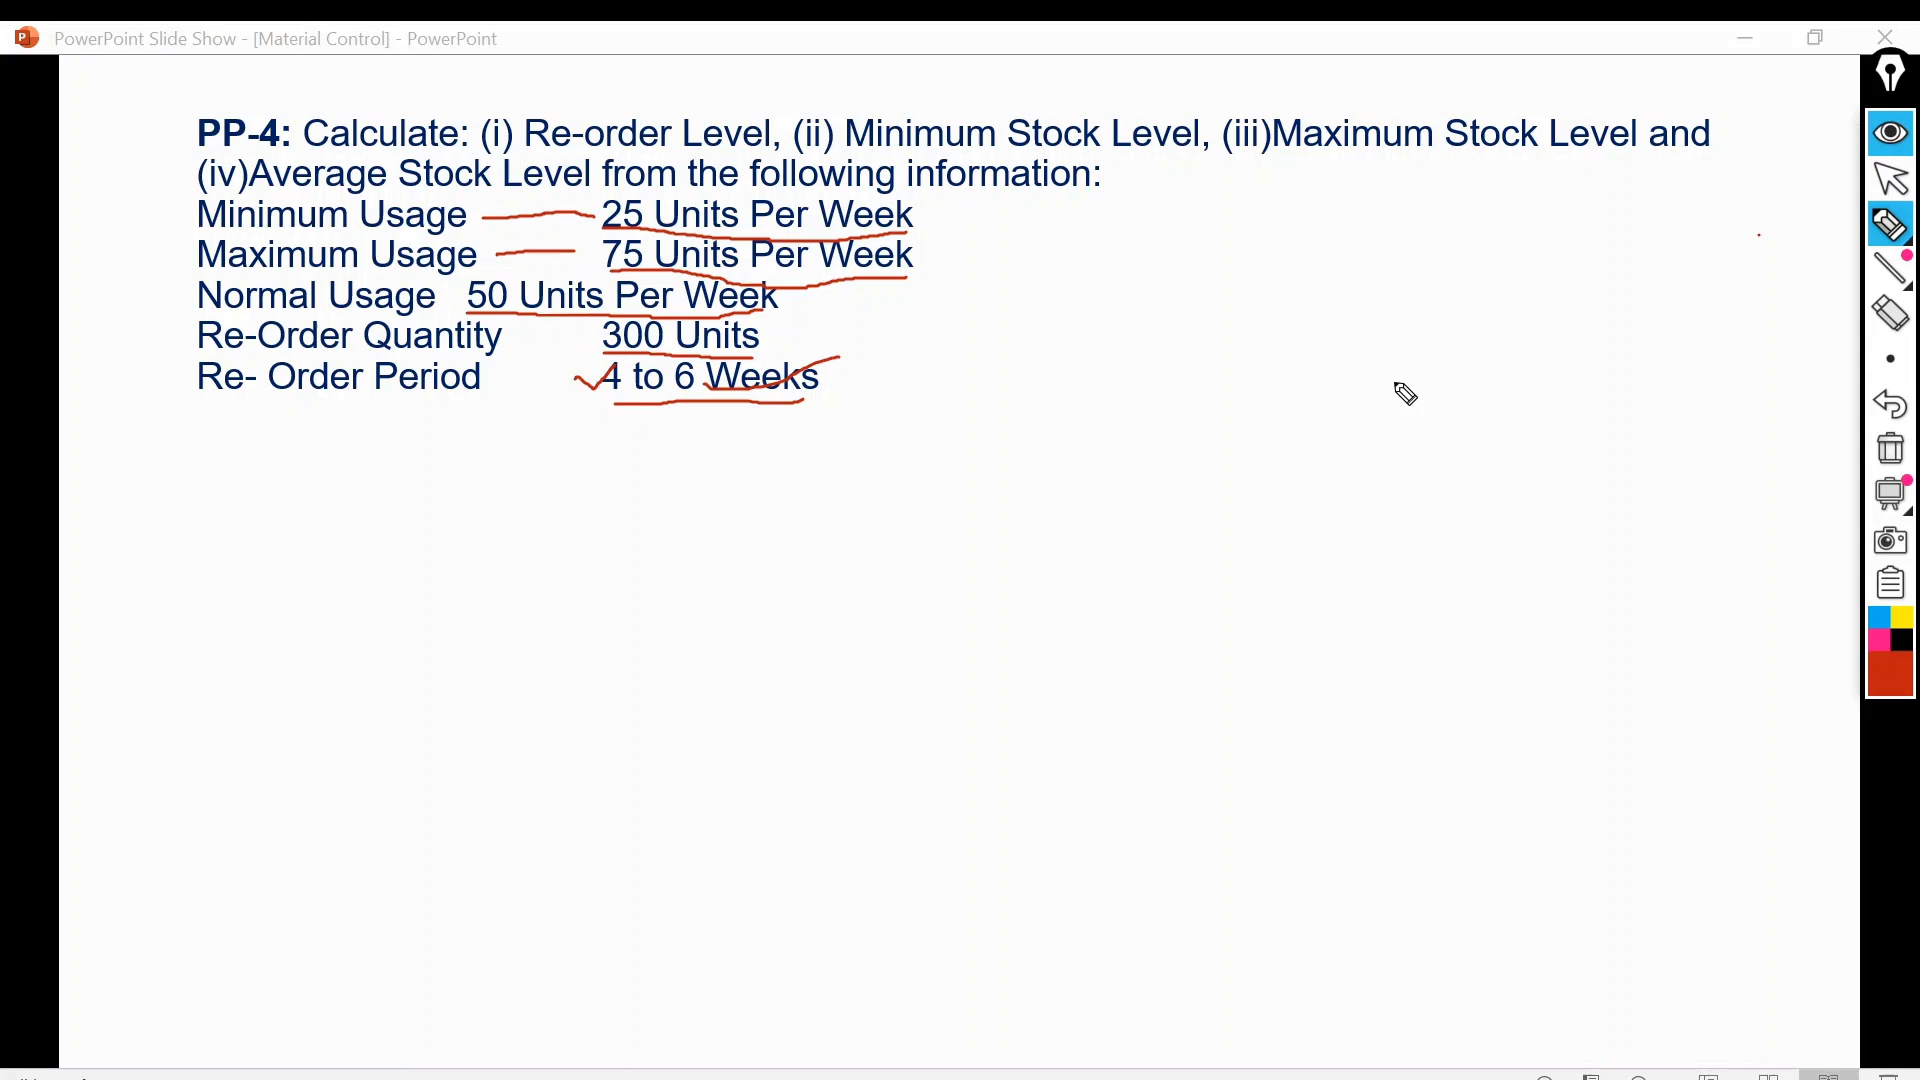 PowerPoint Slide Show - [Material Control] - PowerPoint
PP-4: Calculate: (i) Re-order Level, (ii) Minimum Stock Level, (iii)Maximum Stock Level and
(iv)Average Stock Level from the following information:
Minimum Usage 25 Units Per Week
Maximum Usage 75 Units Per Week
Normal Usage 50 Units Per Week
Re-Order Quantity 300 Units
Re- Order Period 4 to 6 Weeks